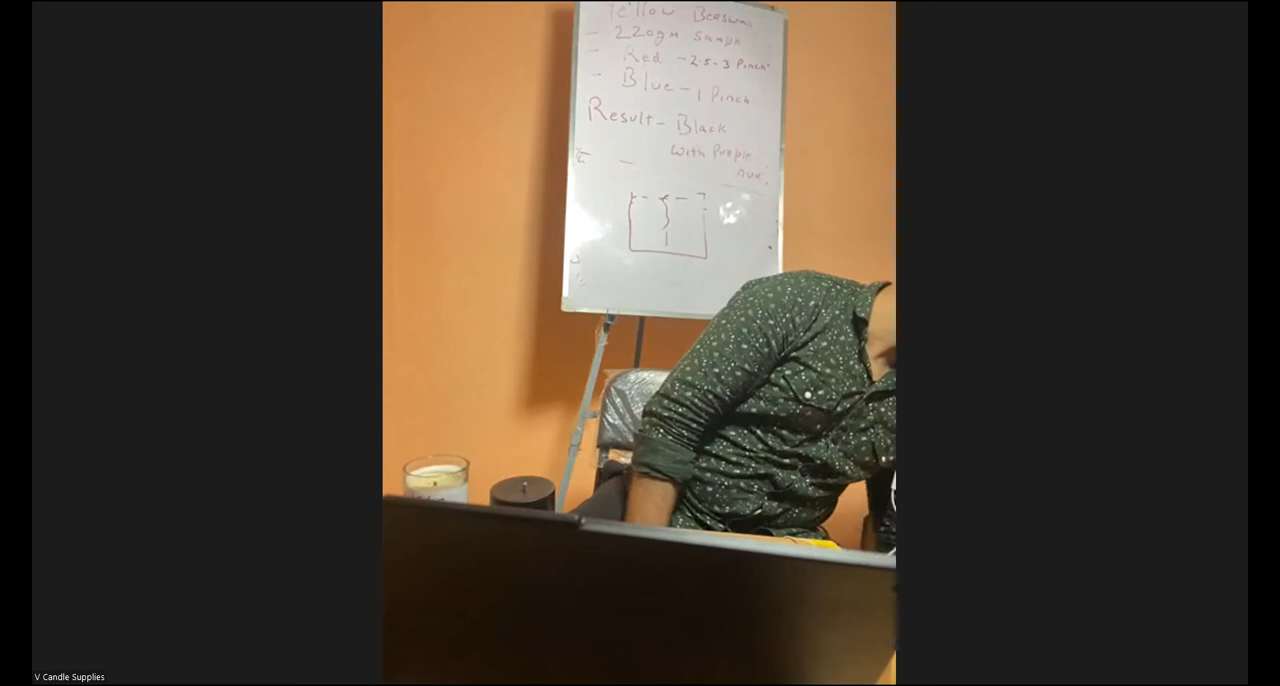 Yellow Beeswax
- 220gm Sample
- Red - 2.5 - 3 Pinch
- Blue - 1 Pinch
Result - Black
with Purple
hue
V Candle Supplies